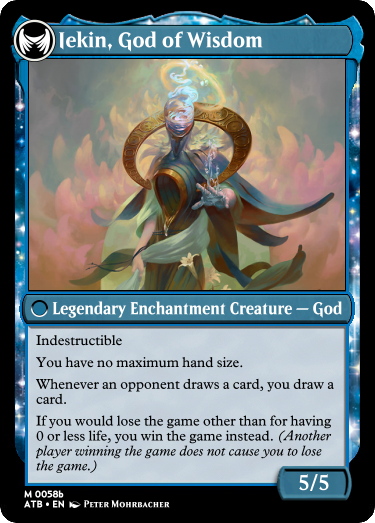 Iekin, God of Wisdom
Legendary Enchantment Creature — God
Indestructible
You have no maximum hand size.
Whenever an opponent draws a card, you draw a
card.
If you would lose the game other than for having
0 or less life, you win the game instead. (Another
player winning the game does not cause you to lose
the game.)
5/5
M 0058b
ATB • EN Peter Mohrbacher